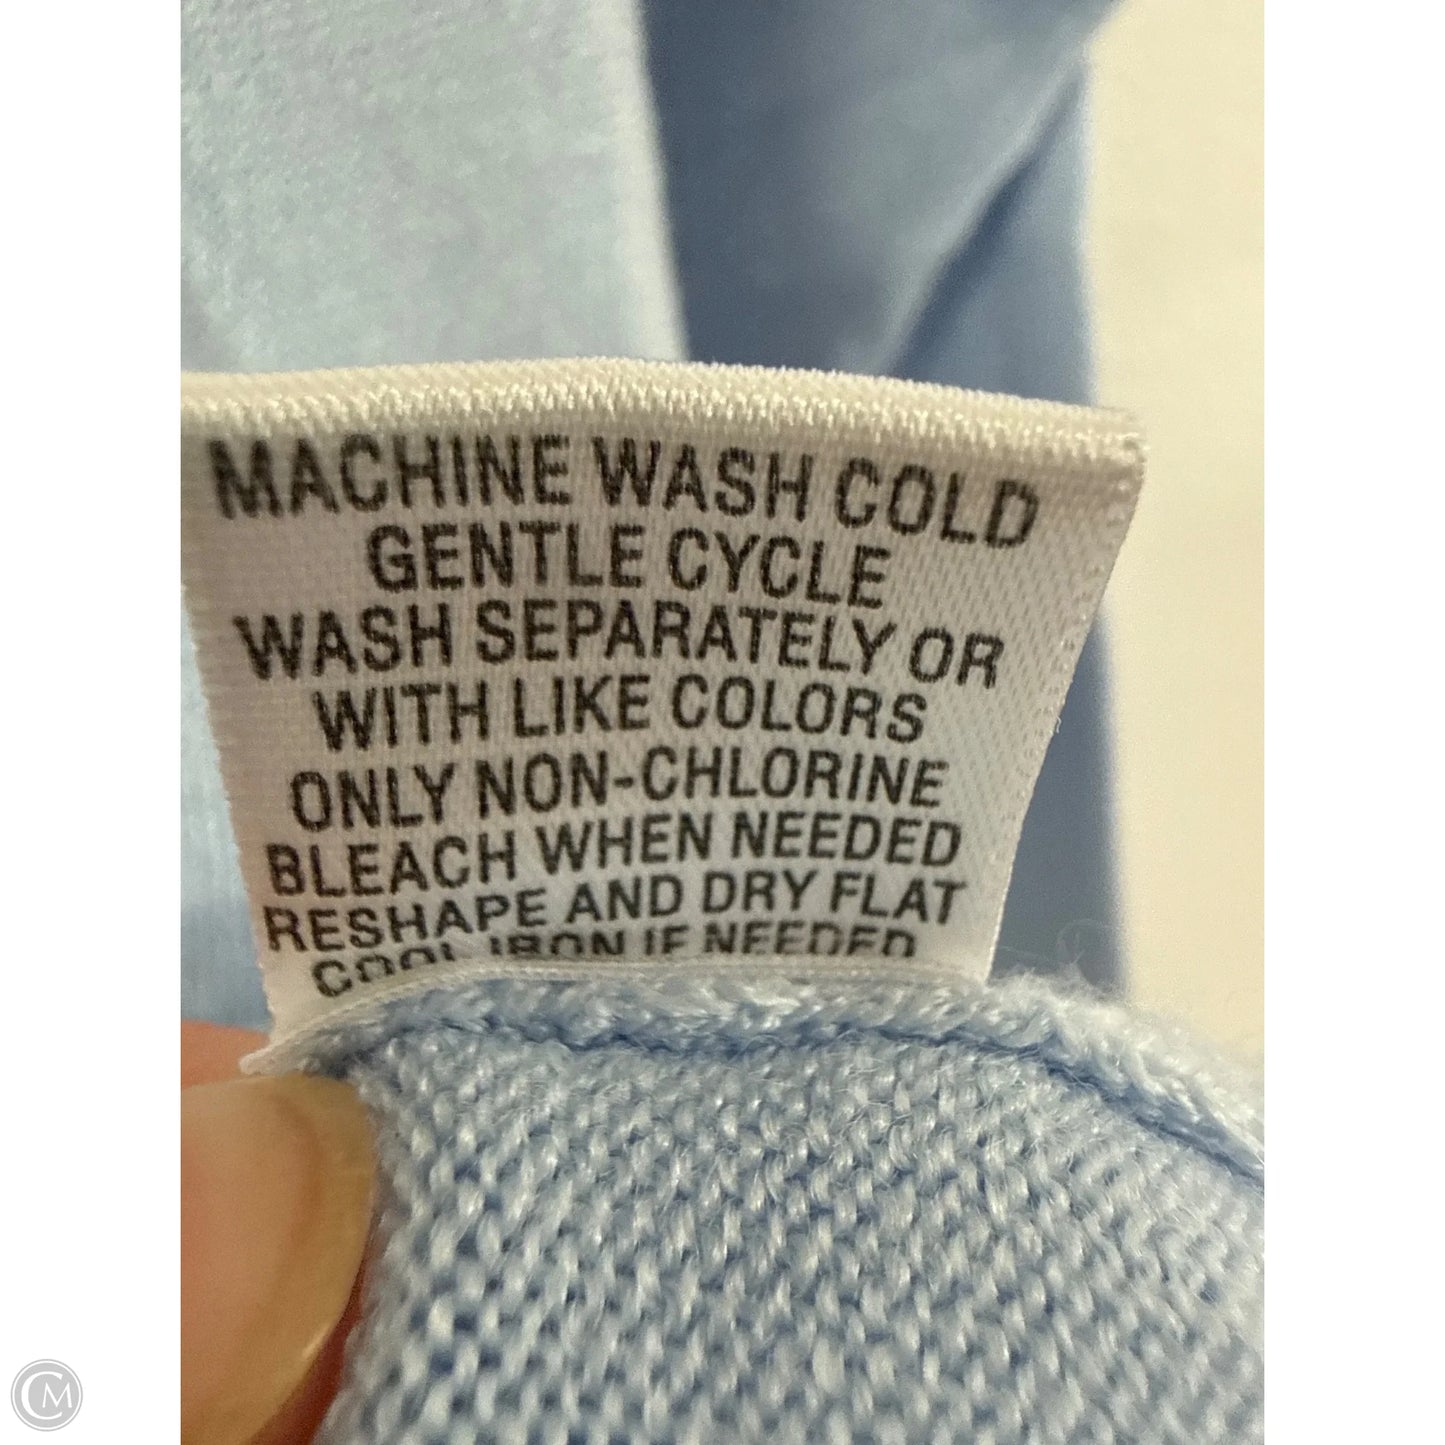 MACHINE WASH COLD
GENTLE CYCLE
WASH SEPARATELY OR
WITH LIKE COLORS
ONLY NON-CHLORINE
BLEACH WHEN NEEDED
RESHAPE AND DRY FLAT
COOL IRON IF NEEDED
CM